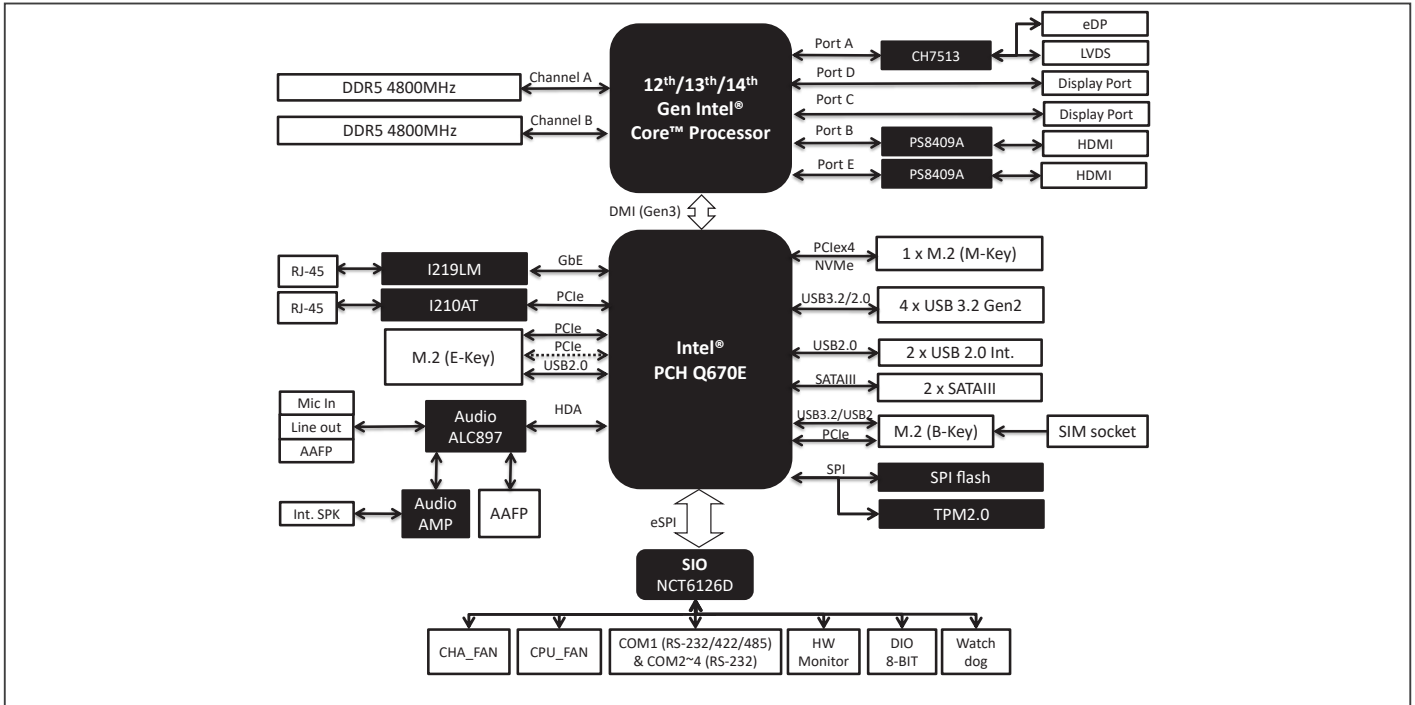 12th/13th/14th
Gen Intel®
Core™ Processor
DDR5 4800MHz
Channel A
DDR5 4800MHz
Channel B
Port A
CH7513
eDP
LVDS
Port D
Display Port
Port C
Display Port
Port B
PS8409A
HDMI
Port E
PS8409A
HDMI
DMI (Gen3)
Intel®
PCH Q670E
RJ-45
I219LM
GbE
RJ-45
I210AT
PCIe
M.2 (E-Key)
PCIe
PCIe
USB2.0
Mic In
Line out
AAFP
Audio
ALC897
HDA
Int. SPK
Audio
AMP
AAFP
PCIex4
NVMe
1 x M.2 (M-Key)
USB3.2/2.0
4 x USB 3.2 Gen2
USB2.0
2 x USB 2.0 Int.
SATAIII
2 x SATAIII
USB3.2/USB2
PCIe
M.2 (B-Key)
SIM socket
SPI
SPI flash
TPM2.0
eSPI
SIO
NCT6126D
CHA_FAN
CPU_FAN
COM1 (RS-232/422/485)
& COM2~4 (RS-232)
HW
Monitor
DIO
8-BIT
Watch
dog